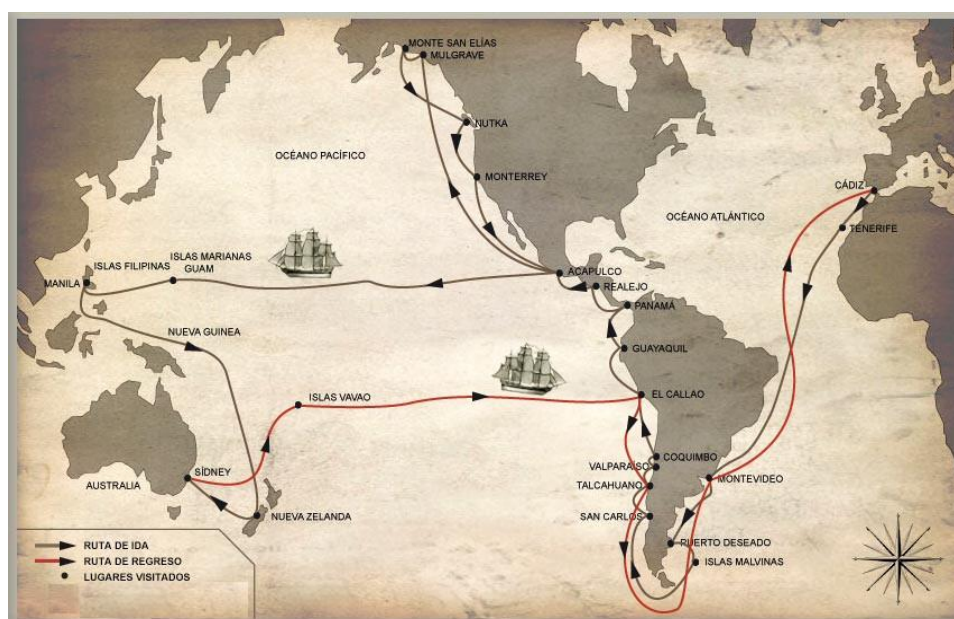 MONTE SAN ELÍAS
MULGRAVE
NUTKA
OCÉANO PACÍFICO
MONTERREY
CÁDIZ
OCÉANO ATLÁNTICO
TENERIFE
ISLAS MARIANAS
GUAM
ISLAS FILIPINAS
MANILA
ACAPULCO
REALEJO
PANAMÁ
NUEVA GUINEA
GUAYAQUIL
ISLAS VAVAO
EL CALLAO
COQUIMBO
VALPARAÍSO
SÍDNEY
AUSTRALIA
TALCAHUANO
MONTEVIDEO
NUEVA ZELANDA
SAN CARLOS
PUERTO DESEADO
ISLAS MALVINAS
RUTA DE IDA
RUTA DE REGRESO
LUGARES VISITADOS